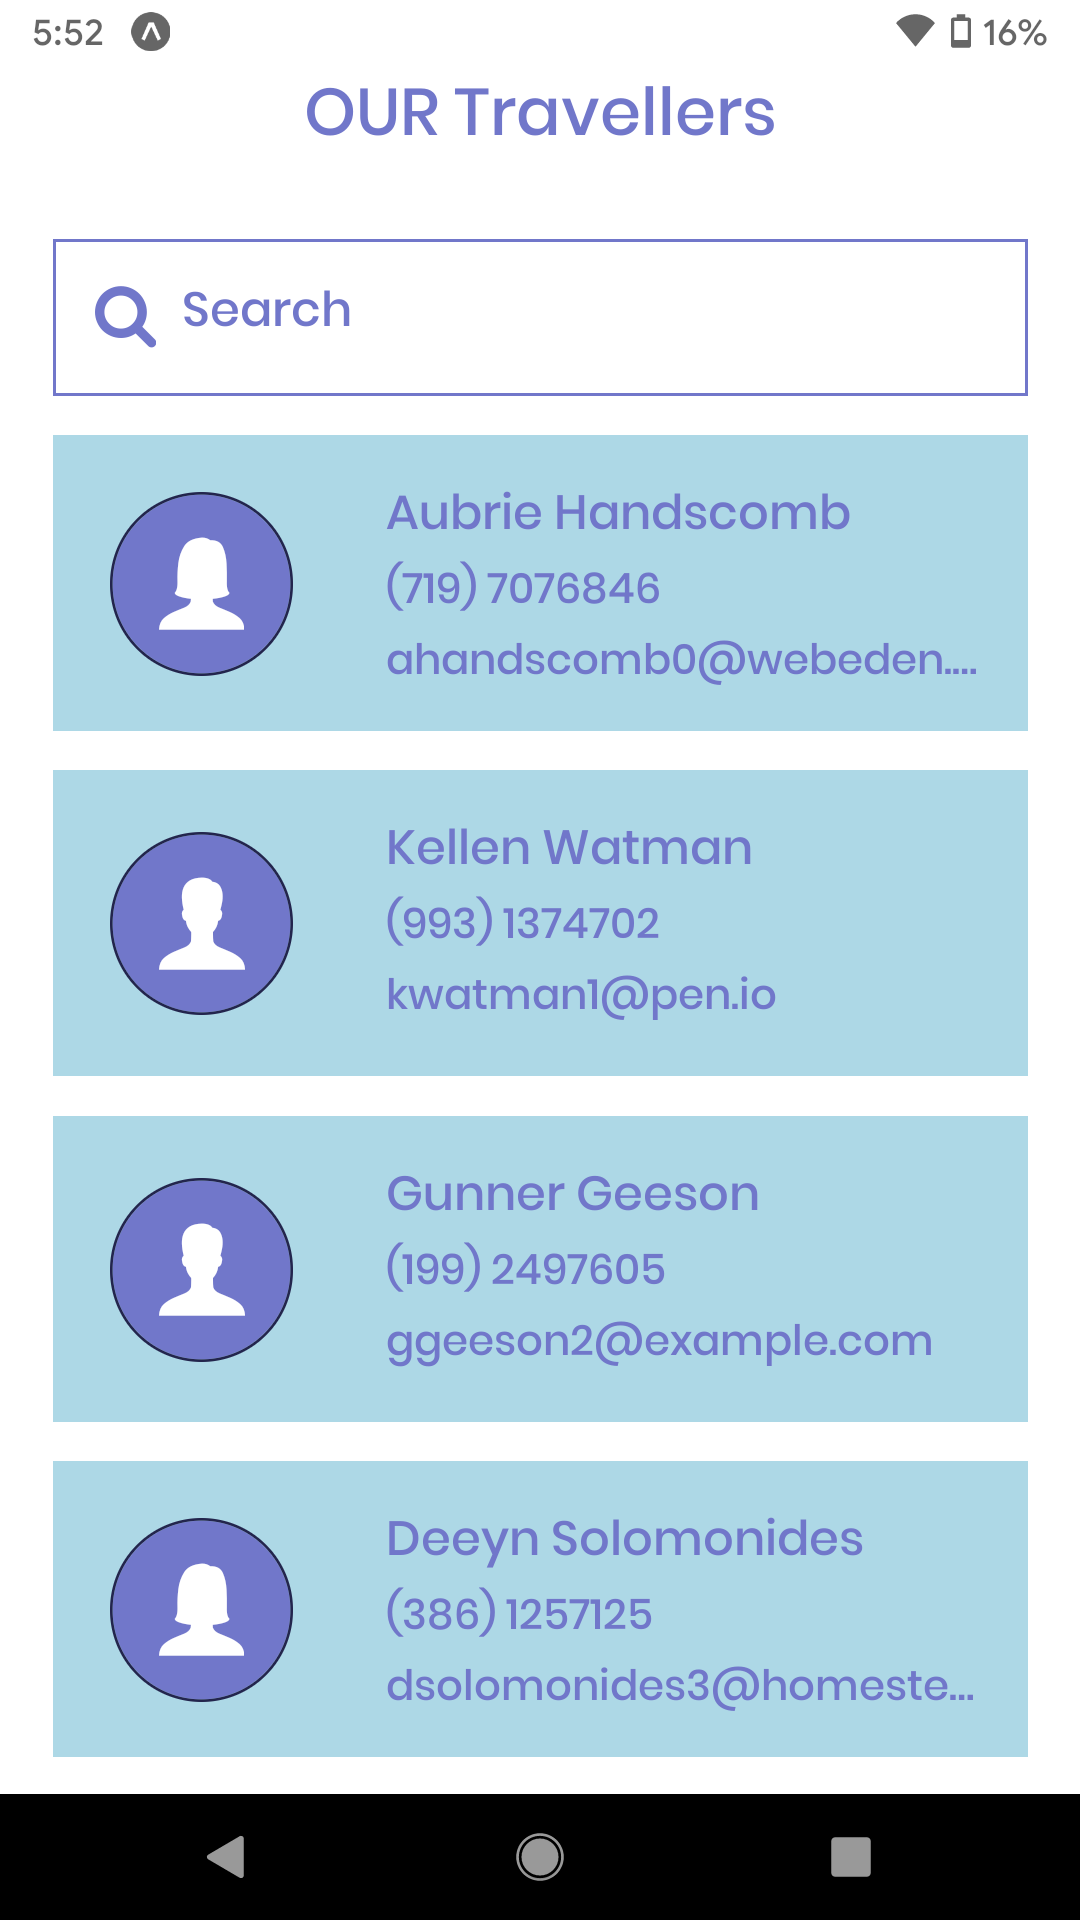 5:52
16%
OUR Travellers
Search
Aubrie Handscomb
(719) 7076846
ahandscomb0@webeden....
Kellen Watman
(993) 1374702
kwatman1@pen.io
Gunner Geeson
(199) 2497605
ggeeson2@example.com
Deeyn Solomonides
(386) 1257125
dsolomonides3@homeste...